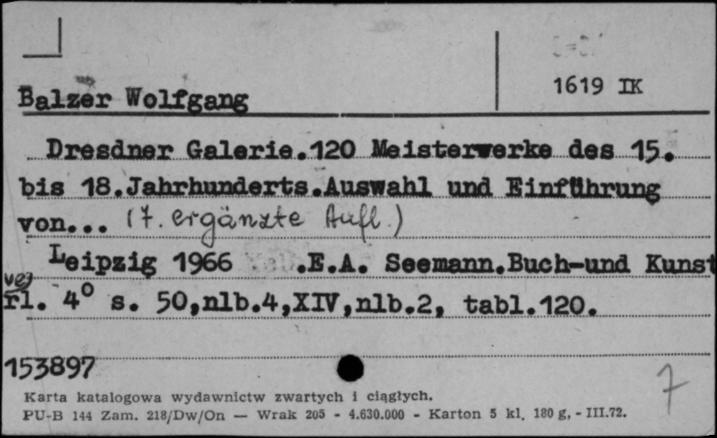 1619 IK
Balzer Wolfgang
Dresdner Galerie.120 Meisterwerke des 15.
bis 18.Jahrhunderts.Auswahl und Einführung
von... (7. ergänzte Aufl.)
Leipzig 1966 .E.A. Seemann.Buch-und Kunst
verl. 4° s. 50,nlb.4,XIV,nlb.2, tabl.120.
153897
7
Karta katalogowa wydawnictw zwartych i ciągłych.
PU-B 144 Zam. 218/Dw/On — Wrak 205 - 4.630.000 - Karton 5 kl. 180 g. - III.72.